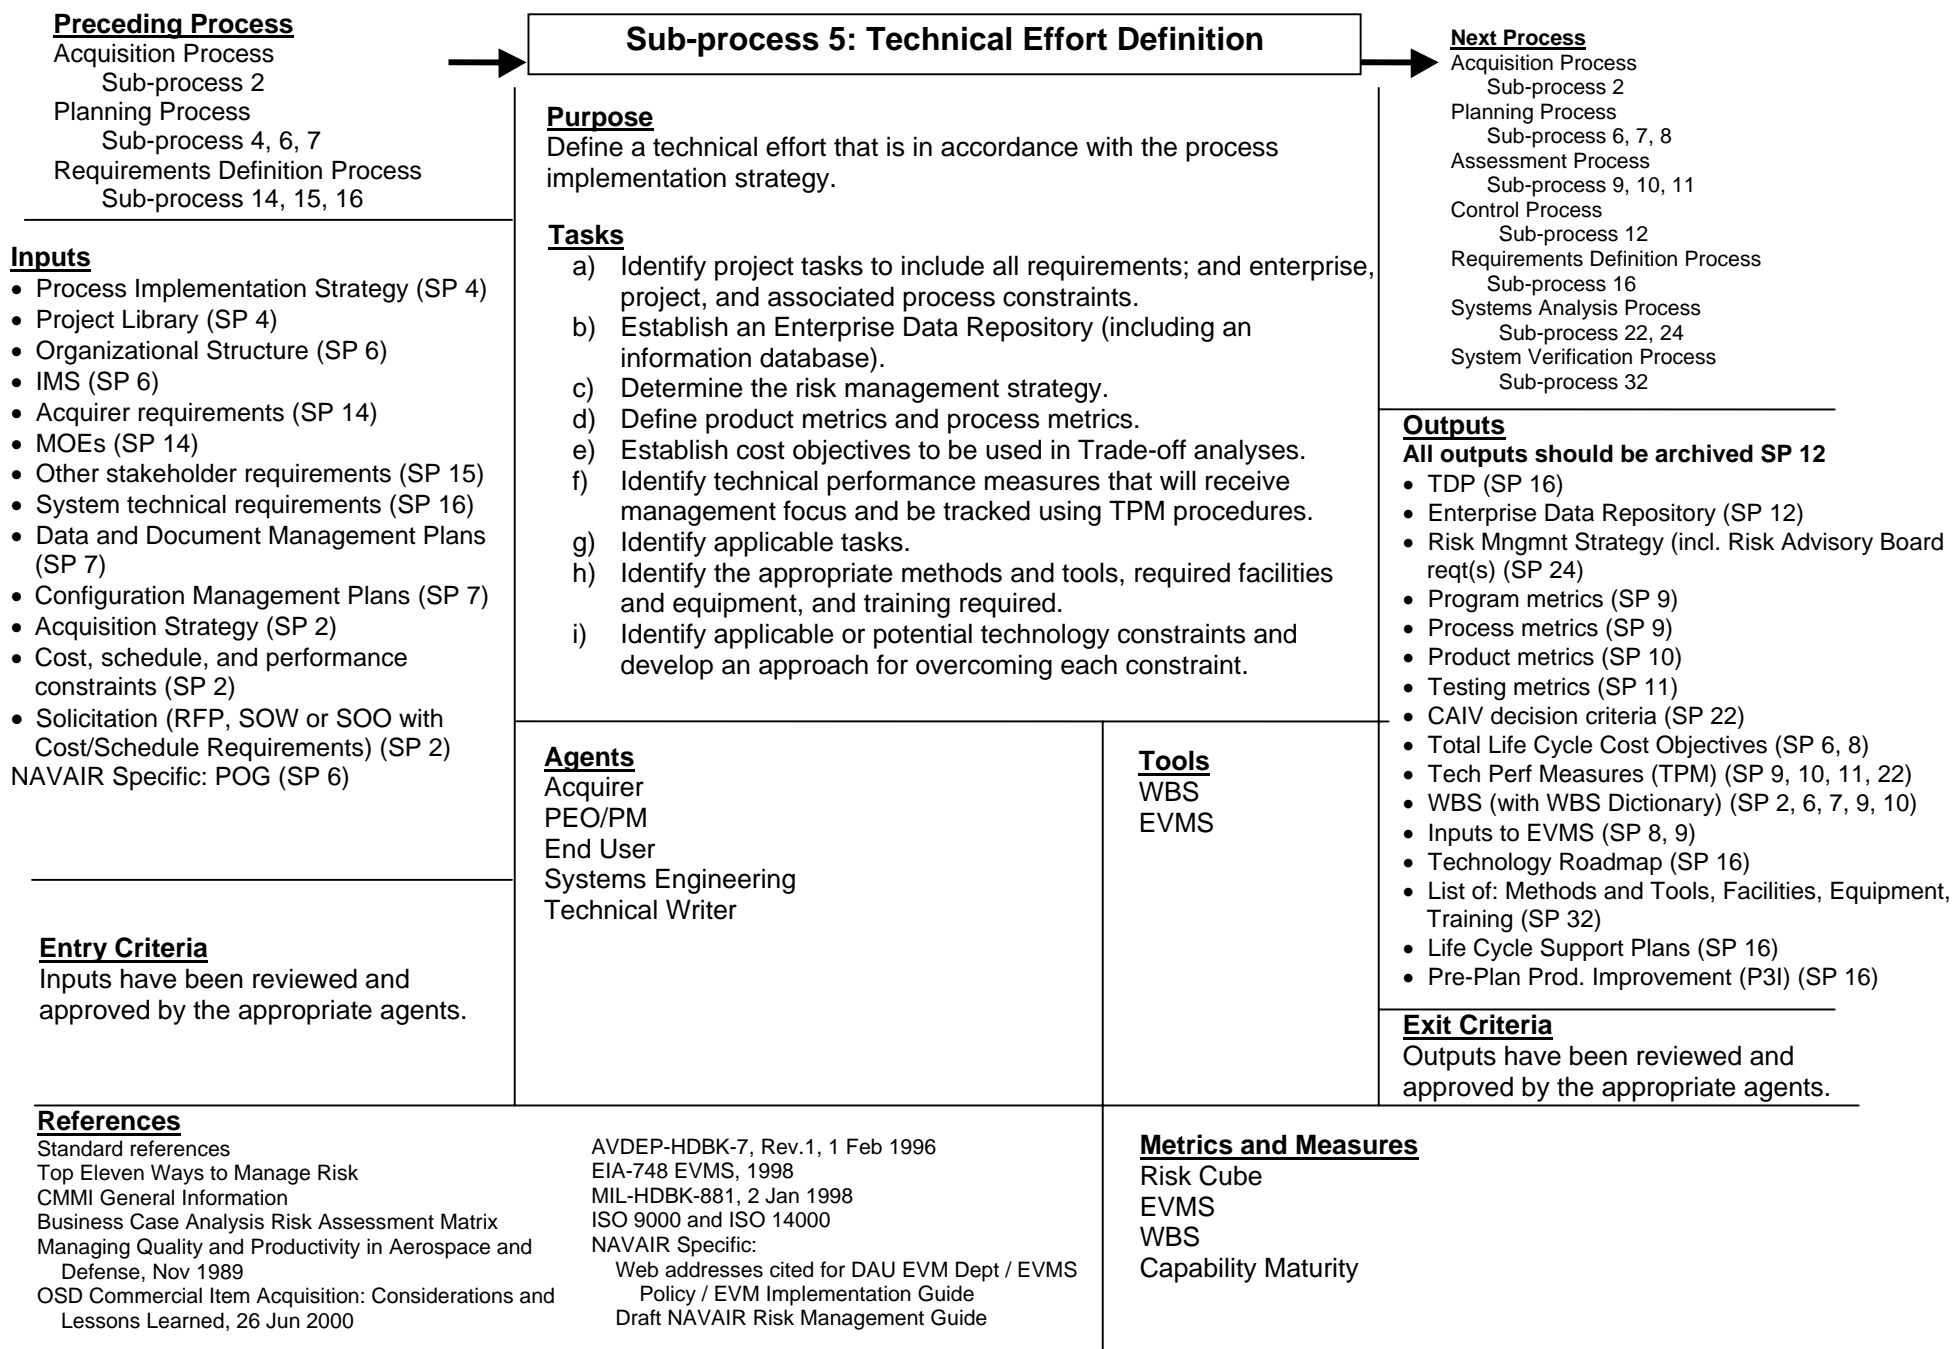 Preceding Process
Acquisition Process
Sub-process 2
Planning Process
Sub-process 4, 6, 7
Requirements Definition Process
Sub-process 14, 15, 16
Sub-process 5: Technical Effort Definition
Next Process
Acquisition Process
Sub-process 2
Planning Process
Sub-process 6, 7, 8
Assessment Process
Sub-process 9, 10, 11
Control Process
Sub-process 12
Requirements Definition Process
Sub-process 16
Systems Analysis Process
Sub-process 22, 24
System Verification Process
Sub-process 32
Inputs
• Process Implementation Strategy (SP 4)
• Project Library (SP 4)
• Organizational Structure (SP 6)
• IMS (SP 6)
• Acquirer requirements (SP 14)
• MOEs (SP 14)
• Other stakeholder requirements (SP 15)
• System technical requirements (SP 16)
• Data and Document Management Plans
(SP 7)
• Configuration Management Plans (SP 7)
• Acquisition Strategy (SP 2)
• Cost, schedule, and performance
constraints (SP 2)
• Solicitation (RFP, SOW or SOO with
Cost/Schedule Requirements) (SP 2)
NAVAIR Specific: POG (SP 6)
Purpose
Define a technical effort that is in accordance with the process
implementation strategy.
Tasks
a) Identify project tasks to include all requirements; and enterprise,
project, and associated process constraints.
b) Establish an Enterprise Data Repository (including an
information database).
c) Determine the risk management strategy.
d) Define product metrics and process metrics.
e) Establish cost objectives to be used in Trade-off analyses.
f) Identify technical performance measures that will receive
management focus and be tracked using TPM procedures.
g) Identify applicable tasks.
h) Identify the appropriate methods and tools, required facilities
and equipment, and training required.
i) Identify applicable or potential technology constraints and
develop an approach for overcoming each constraint.
Outputs
All outputs should be archived SP 12
• TDP (SP 16)
• Enterprise Data Repository (SP 12)
• Risk Mngmnt Strategy (incl. Risk Advisory Board
reqt(s) (SP 24)
• Program metrics (SP 9)
• Process metrics (SP 9)
• Product metrics (SP 10)
• Testing metrics (SP 11)
• CAIV decision criteria (SP 22)
• Total Life Cycle Cost Objectives (SP 6, 8)
• Tech Perf Measures (TPM) (SP 9, 10, 11, 22)
• WBS (with WBS Dictionary) (SP 2, 6, 7, 9, 10)
• Inputs to EVMS (SP 8, 9)
• Technology Roadmap (SP 16)
• List of: Methods and Tools, Facilities, Equipment,
Training (SP 32)
• Life Cycle Support Plans (SP 16)
• Pre-Plan Prod. Improvement (P3I) (SP 16)
Agents
Acquirer
PEO/PM
End User
Systems Engineering
Technical Writer
Tools
WBS
EVMS
Entry Criteria
Inputs have been reviewed and
approved by the appropriate agents.
Exit Criteria
Outputs have been reviewed and
approved by the appropriate agents.
References
Standard references
Top Eleven Ways to Manage Risk
CMMI General Information
Business Case Analysis Risk Assessment Matrix
Managing Quality and Productivity in Aerospace and
Defense, Nov 1989
OSD Commercial Item Acquisition: Considerations and
Lessons Learned, 26 Jun 2000
AVDEP-HDBK-7, Rev.1, 1 Feb 1996
EIA-748 EVMS, 1998
MIL-HDBK-881, 2 Jan 1998
ISO 9000 and ISO 14000
NAVAIR Specific:
Web addresses cited for DAU EVM Dept / EVMS
Policy / EVM Implementation Guide
Draft NAVAIR Risk Management Guide
Metrics and Measures
Risk Cube
EVMS
WBS
Capability Maturity